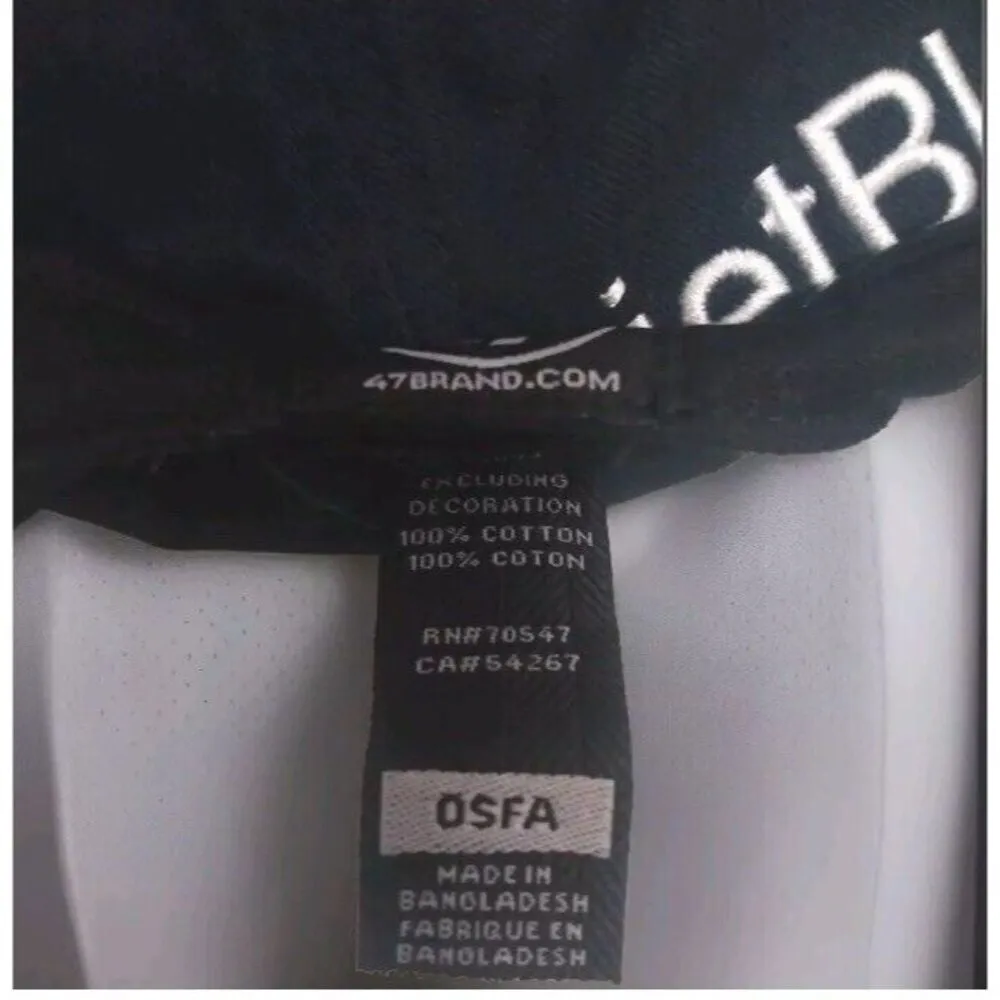 jetBl
47BRAND.COM
EXCLUDING
DECORATION
100% COTTON
100% COTON
RN#70547
CA#54267
OSFA
MADE IN
BANGLADESH
FABRIQUE EN
BANGLADESH